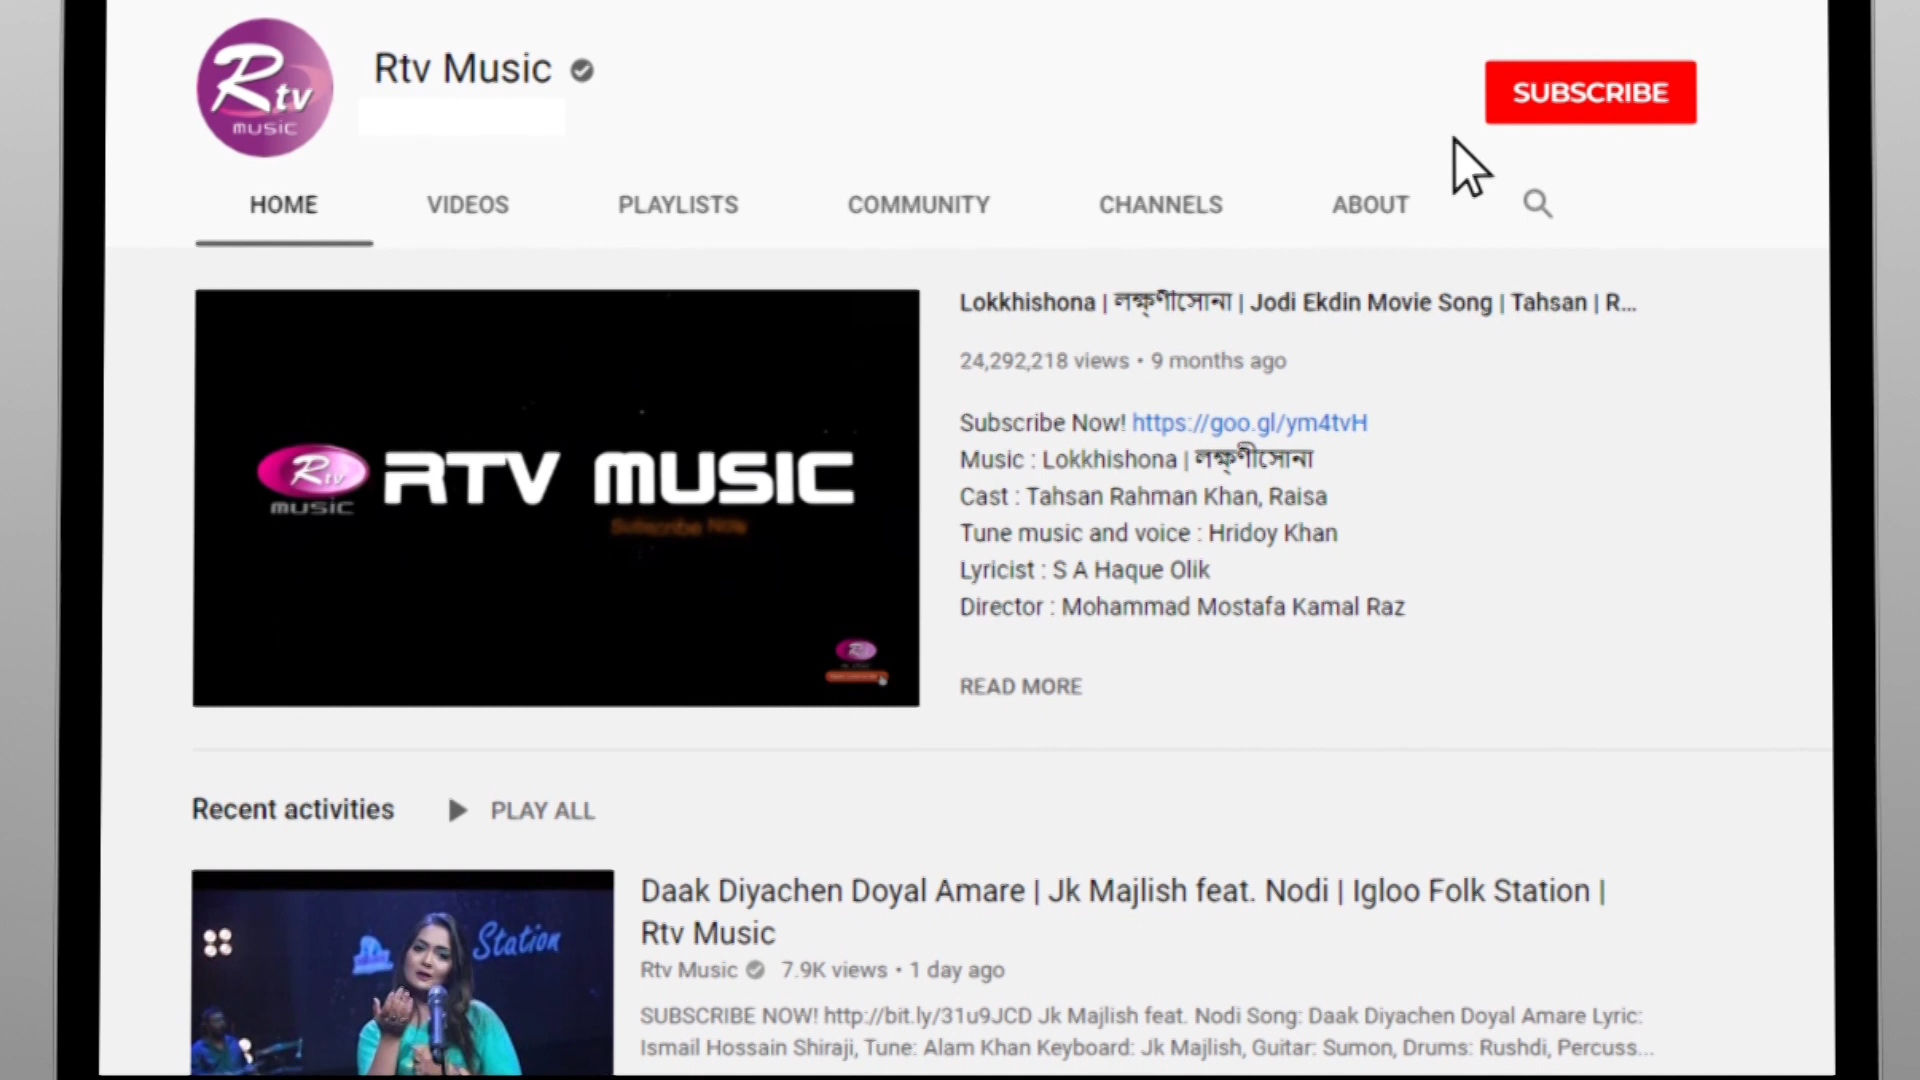 Rtv
MUSIC
Rtv Music
SUBSCRIBE
HOME
VIDEOS
PLAYLISTS
COMMUNITY
CHANNELS
ABOUT
Rtv
MUSIC
RTV MUSIC
Subscribe Now
Lokkhishona | লক্ষ্ণীসোনা | Jodi Ekdin Movie Song | Tahsan | R...
24,292,218 views • 9 months ago
Subscribe Now! https://goo.gl/ym4tvH
Music : Lokkhishona | লক্ষ্ণীসোনা
Cast : Tahsan Rahman Khan, Raisa
Tune music and voice : Hridoy Khan
Lyricist : S A Haque Olik
Director : Mohammad Mostafa Kamal Raz
READ MORE
Recent activities
PLAY ALL
Station
Daak Diyachen Doyal Amare | Jk Majlish feat. Nodi | Igloo Folk Station |
Rtv Music
Rtv Music 7.9K views • 1 day ago
SUBSCRIBE NOW! http://bit.ly/31u9JCD Jk Majlish feat. Nodi Song: Daak Diyachen Doyal Amare Lyric:
Ismail Hossain Shiraji, Tune: Alam Khan Keyboard: Jk Majlish, Guitar: Sumon, Drums: Rushdi, Percuss...